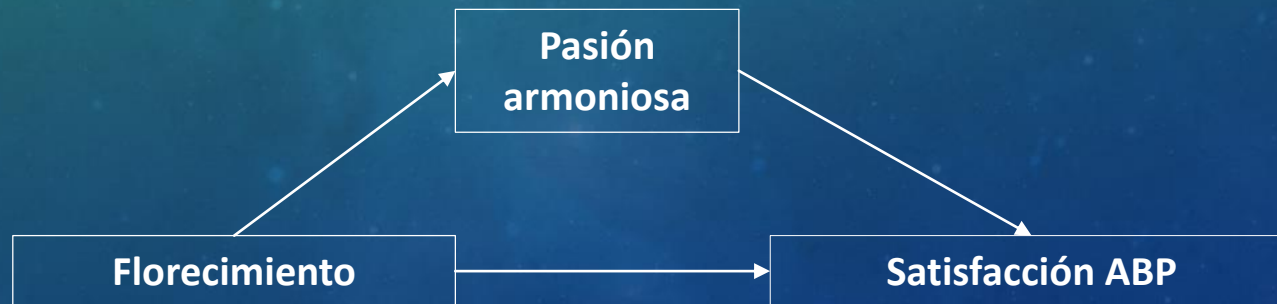 Pasión
armoniosa
Florecimiento
Satisfacción ABP